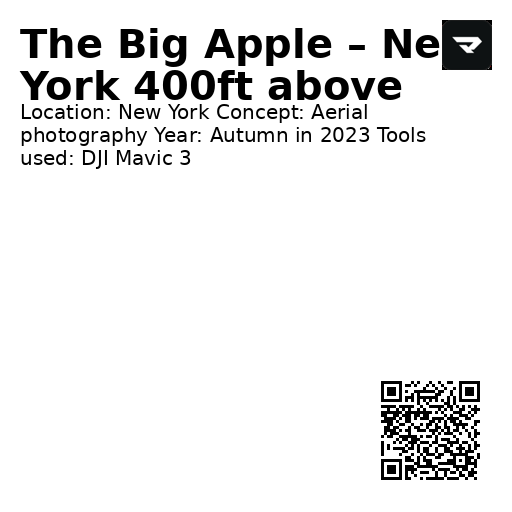 The Big Apple – Ne
York 400ft above
Location: New York Concept: Aerial
photography Year: Autumn in 2023 Tools
used: DJI Mavic 3